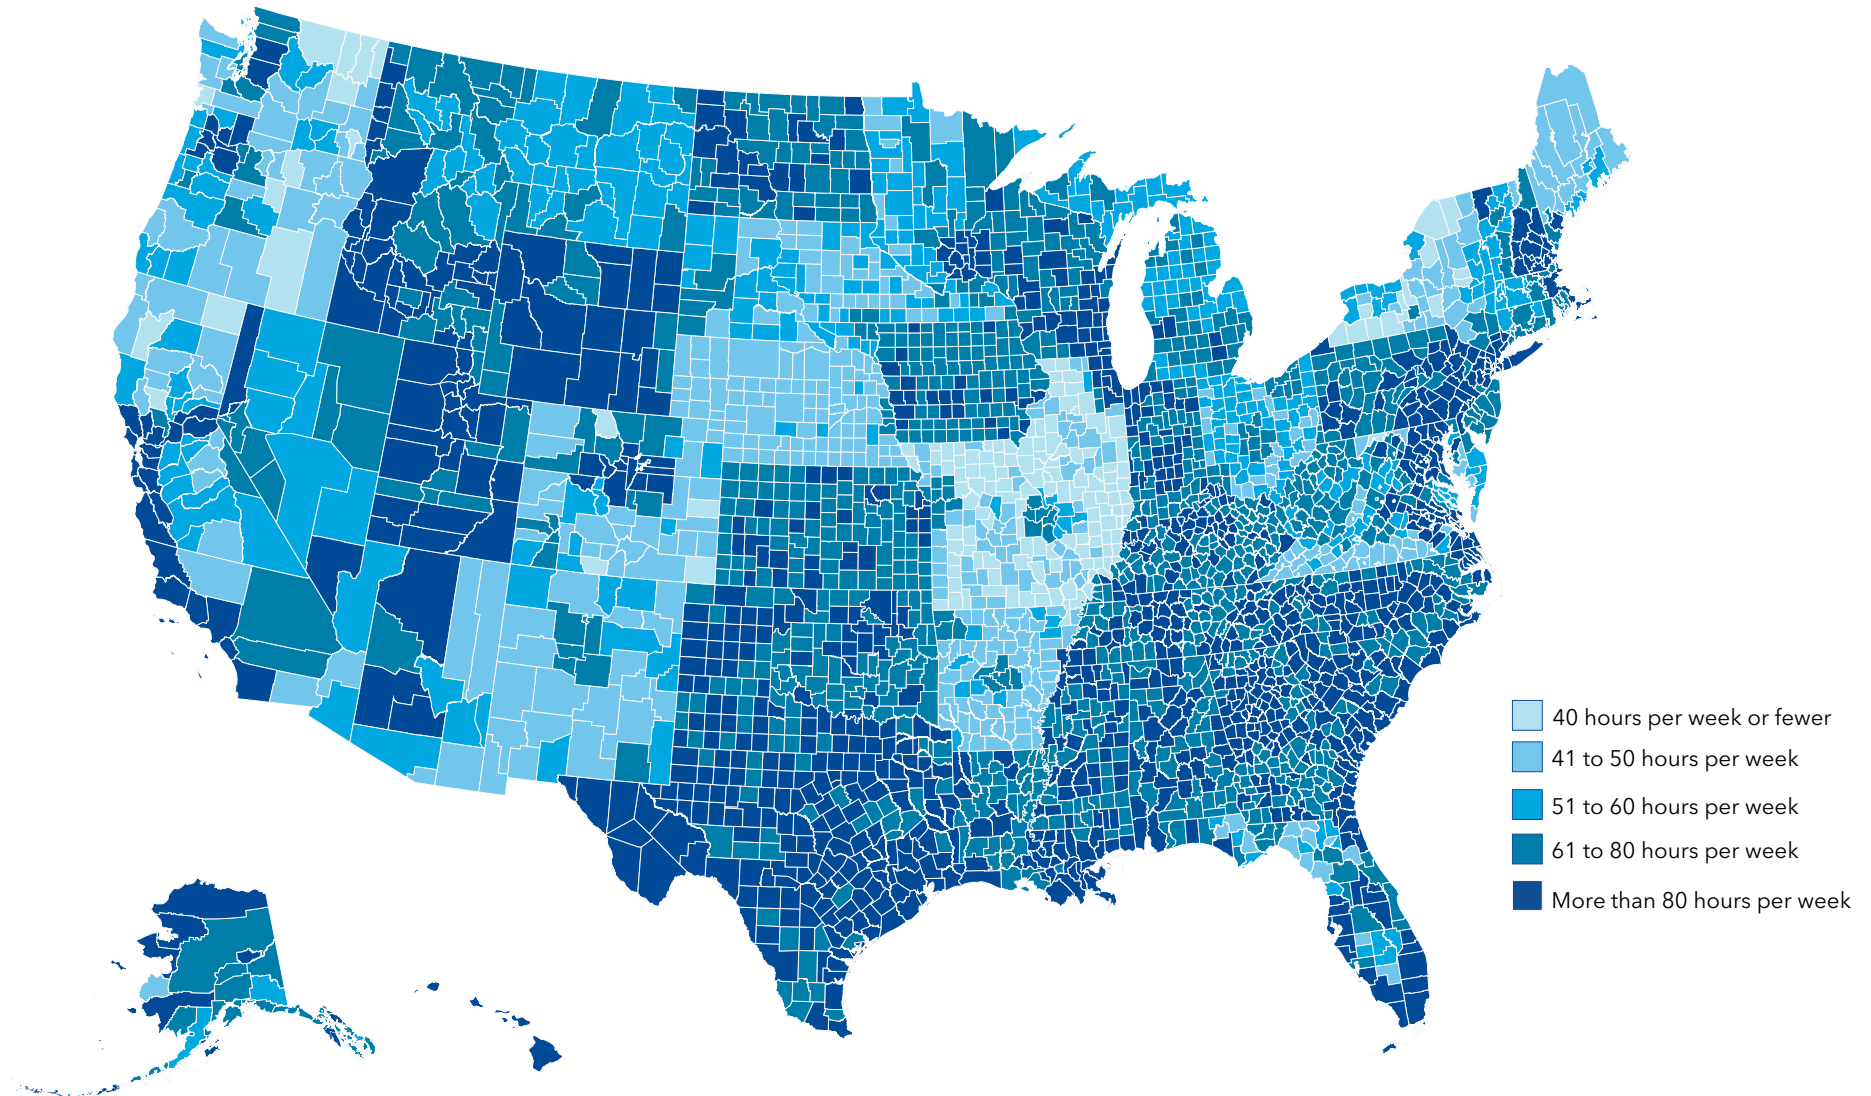 40 hours per week or fewer
41 to 50 hours per week
51 to 60 hours per week
61 to 80 hours per week
More than 80 hours per week